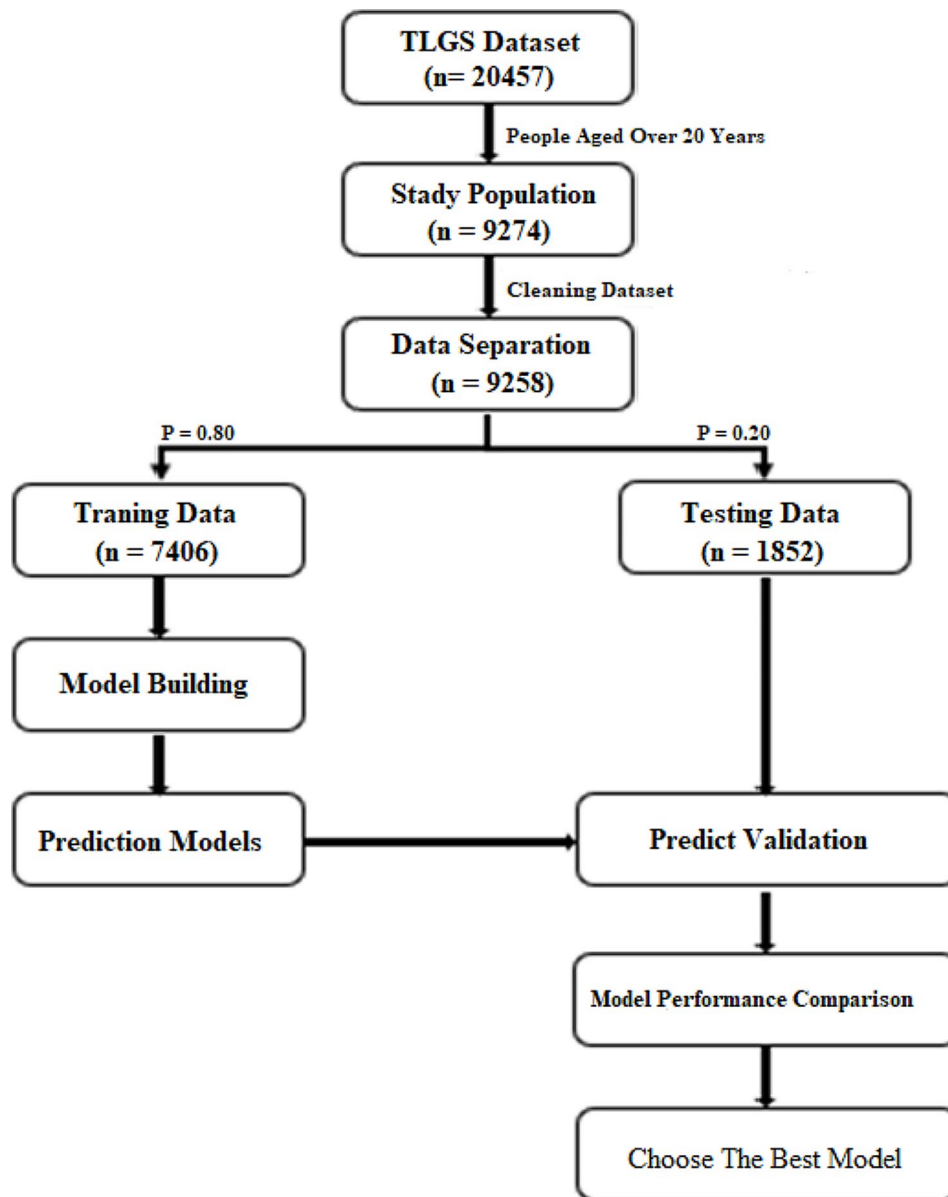 TLGS Dataset
(n= 20457)
People Aged Over 20 Years
Stady Population
(n = 9274)
Cleaning Dataset
Data Separation
(n = 9258)
P = 0.80
P = 0.20
Traning Data
(n = 7406)
Testing Data
(n = 1852)
Model Building
Prediction Models
Predict Validation
Model Performance Comparison
Choose The Best Model